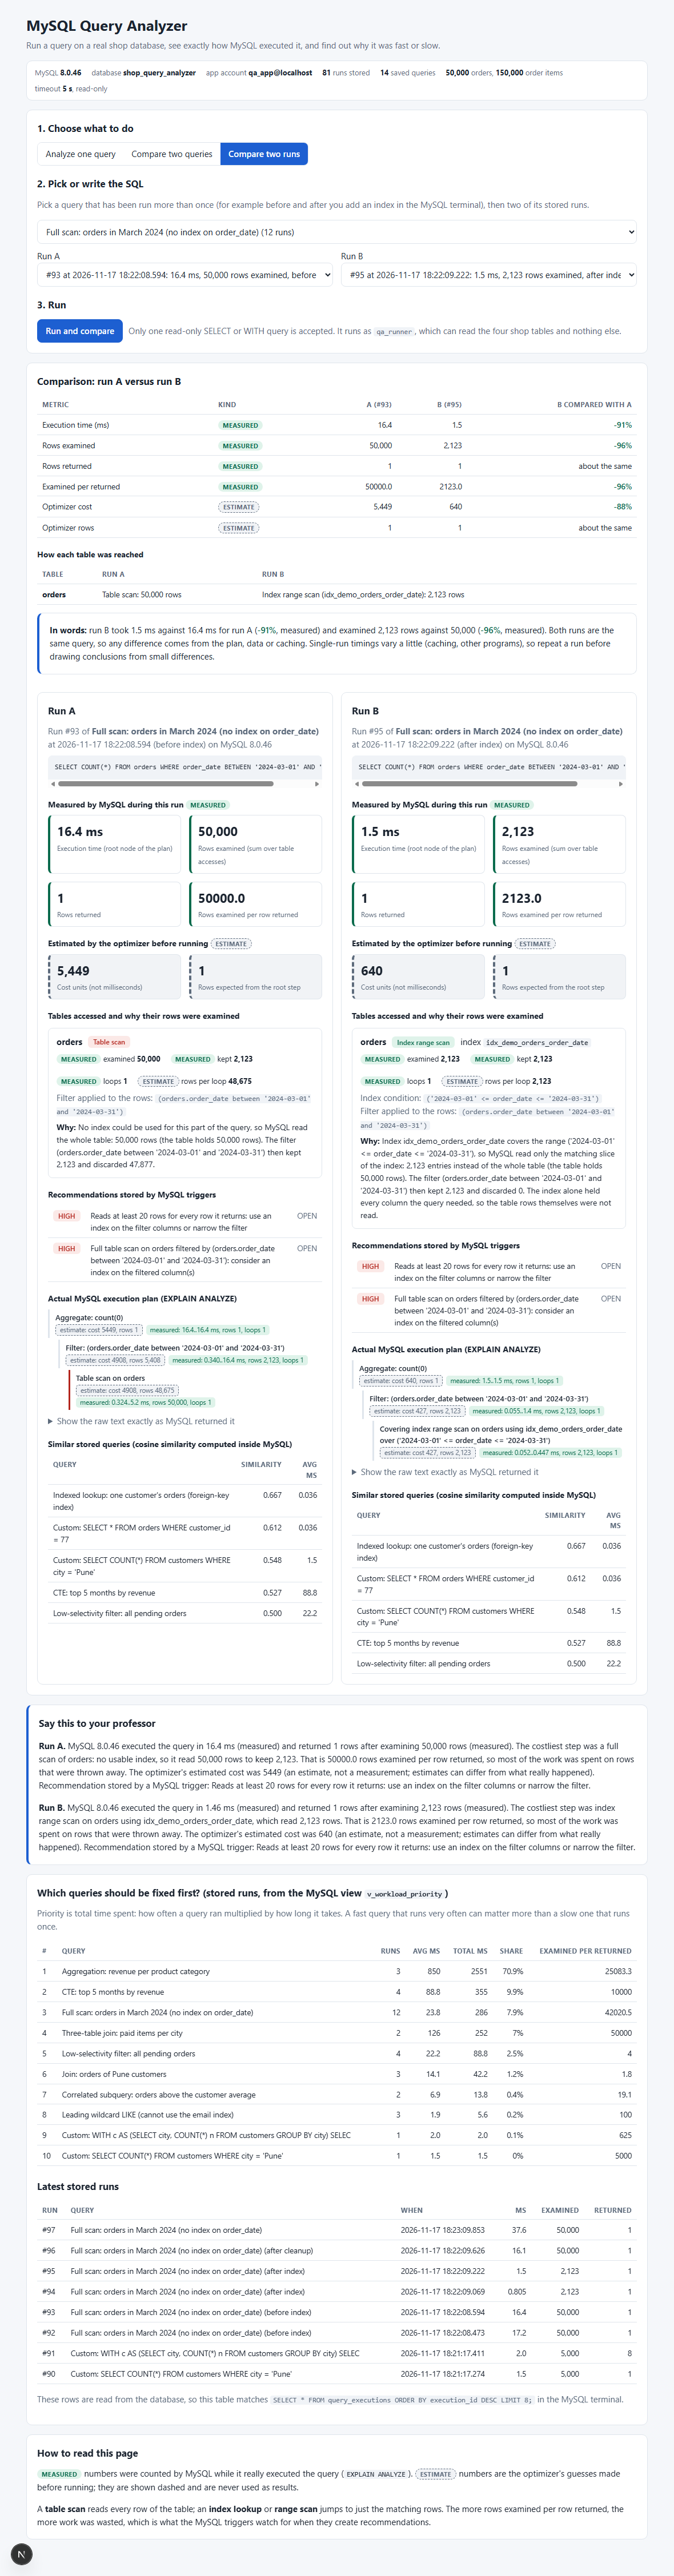 MySQL Query Analyzer
Run a query on a real shop database, see exactly how MySQL executed it, and find out why it was fast or slow.
MySQL 8.0.46 database shop_query_analyzer app account qa_app@localhost 81 runs stored 14 saved queries 50,000 orders, 150,000 order items
timeout 5 s, read-only
1. Choose what to do
Analyze one query Compare two queries Compare two runs
2. Pick or write the SQL
Pick a query that has been run more than once (for example before and after you add an index in the MySQL terminal), then two of its stored runs.
Full scan: orders in March 2024 (no index on order_date) (12 runs)
Run A Run B
#93 at 2026-11-17 18:22:08.594: 16.4 ms, 50,000 rows examined, before #95 at 2026-11-17 18:22:09.222: 1.5 ms, 2,123 rows examined, after inde
3. Run
Run and compare Only one read-only SELECT or WITH query is accepted. It runs as qa_runner, which can read the four shop tables and nothing else.
Comparison: run A versus run B
METRIC KIND A (#93) B (#95) B COMPARED WITH A
Execution time (ms) MEASURED 16.4 1.5 -91%
Rows examined MEASURED 50,000 2,123 -96%
Rows returned MEASURED 1 1 about the same
Examined per returned MEASURED 50000.0 2123.0 -96%
Optimizer cost ESTIMATE 5,449 640 -88%
Optimizer rows ESTIMATE 1 1 about the same
How each table was reached
TABLE RUN A RUN B
orders Table scan: 50,000 rows Index range scan (idx_demo_orders_order_date): 2,123 rows
In words: run B took 1.5 ms against 16.4 ms for run A (-91%, measured) and examined 2,123 rows against 50,000 (-96%, measured). Both runs are the
same query, so any difference comes from the plan, data or caching. Single-run timings vary a little (caching, other programs), so repeat a run before
drawing conclusions from small differences.
Run A
Run #93 of Full scan: orders in March 2024 (no index on order_date)
at 2026-11-17 18:22:08.594 (before index) on MySQL 8.0.46
SELECT COUNT(*) FROM orders WHERE order_date BETWEEN '2024-03-01' AND '
Measured by MySQL during this run MEASURED
16.4 ms
Execution time (root node of the plan)
50,000
Rows examined (sum over table
accesses)
1
Rows returned
50000.0
Rows examined per row returned
Estimated by the optimizer before running ESTIMATE
5,449
Cost units (not milliseconds)
1
Rows expected from the root step
Tables accessed and why their rows were examined
orders Table scan
MEASURED examined 50,000 MEASURED kept 2,123
MEASURED loops 1 ESTIMATE rows per loop 48,675
Filter applied to the rows: (orders.order_date between '2024-03-01'
and '2024-03-31')
Why: No index could be used for this part of the query, so MySQL read
the whole table: 50,000 rows (the table holds 50,000 rows). The filter
(orders.order_date between '2024-03-01' and '2024-03-31') then kept
2,123 and discarded 47,877.
Recommendations stored by MySQL triggers
HIGH Reads at least 20 rows for every row it returns: use an OPEN
index on the filter columns or narrow the filter
HIGH Full table scan on orders filtered by (orders.order_date OPEN
between '2024-03-01' and '2024-03-31'): consider an
index on the filtered column(s)
Actual MySQL execution plan (EXPLAIN ANALYZE)
Aggregate: count(0)
estimate: cost 5449, rows 1 measured: 16.4..16.4 ms, rows 1, loops 1
Filter: (orders.order_date between '2024-03-01' and '2024-03-31')
estimate: cost 4908, rows 5,408 measured: 0.340..16.4 ms, rows 2,123, loops 1
Table scan on orders
estimate: cost 4908, rows 48,675
measured: 0.324..5.2 ms, rows 50,000, loops 1
Show the raw text exactly as MySQL returned it
Similar stored queries (cosine similarity computed inside MySQL)
QUERY SIMILARITY AVG
MS
Indexed lookup: one customer's orders (foreign-key 0.667 0.036
index)
Custom: SELECT * FROM orders WHERE customer_id 0.612 0.036
= 77
Custom: SELECT COUNT(*) FROM customers WHERE 0.548 1.5
city = 'Pune'
CTE: top 5 months by revenue 0.527 88.8
Low-selectivity filter: all pending orders 0.500 22.2
Run B
Run #95 of Full scan: orders in March 2024 (no index on order_date)
at 2026-11-17 18:22:09.222 (after index) on MySQL 8.0.46
SELECT COUNT(*) FROM orders WHERE order_date BETWEEN '2024-03-01' AND '
Measured by MySQL during this run MEASURED
1.5 ms
Execution time (root node of the plan)
2,123
Rows examined (sum over table
accesses)
1
Rows returned
2123.0
Rows examined per row returned
Estimated by the optimizer before running ESTIMATE
640
Cost units (not milliseconds)
1
Rows expected from the root step
Tables accessed and why their rows were examined
orders Index range scan index idx_demo_orders_order_date
MEASURED examined 2,123 MEASURED kept 2,123
MEASURED loops 1 ESTIMATE rows per loop 2,123
Index condition: ('2024-03-01' <= order_date <= '2024-03-31')
Filter applied to the rows: (orders.order_date between '2024-03-01'
and '2024-03-31')
Why: Index idx_demo_orders_order_date covers the range ('2024-03-01'
<= order_date <= '2024-03-31'), so MySQL read only the matching slice
of the index: 2,123 entries instead of the whole table (the table holds
50,000 rows). The filter (orders.order_date between '2024-03-01' and
'2024-03-31') then kept 2,123 and discarded 0. The index alone held
every column the query needed, so the table rows themselves were not
read.
Recommendations stored by MySQL triggers
HIGH Reads at least 20 rows for every row it returns: use an OPEN
index on the filter columns or narrow the filter
HIGH Full table scan on orders filtered by (orders.order_date OPEN
between '2024-03-01' and '2024-03-31'): consider an
index on the filtered column(s)
Actual MySQL execution plan (EXPLAIN ANALYZE)
Aggregate: count(0)
estimate: cost 640, rows 1 measured: 1.5..1.5 ms, rows 1, loops 1
Filter: (orders.order_date between '2024-03-01' and '2024-03-31')
estimate: cost 427, rows 2,123 measured: 0.055..1.4 ms, rows 2,123, loops 1
Covering index range scan on orders using idx_demo_orders_order_date
over ('2024-03-01' <= order_date <= '2024-03-31')
estimate: cost 427, rows 2,123 measured: 0.052..0.447 ms, rows 2,123, loops 1
Show the raw text exactly as MySQL returned it
Similar stored queries (cosine similarity computed inside MySQL)
QUERY SIMILARITY AVG
MS
Indexed lookup: one customer's orders (foreign-key 0.667 0.036
index)
Custom: SELECT * FROM orders WHERE customer_id 0.612 0.036
= 77
Custom: SELECT COUNT(*) FROM customers WHERE 0.548 1.5
city = 'Pune'
CTE: top 5 months by revenue 0.527 88.8
Low-selectivity filter: all pending orders 0.500 22.2
Say this to your professor
Run A. MySQL 8.0.46 executed the query in 16.4 ms (measured) and returned 1 rows after examining 50,000 rows (measured). The costliest step was a full
scan of orders: no usable index, so it read 50,000 rows to keep 2,123. That is 50000.0 rows examined per row returned, so most of the work was spent on rows
that were thrown away. The optimizer's estimated cost was 5449 (an estimate, not a measurement; estimates can differ from what really happened).
Recommendation stored by a MySQL trigger: Reads at least 20 rows for every row it returns: use an index on the filter columns or narrow the filter.
Run B. MySQL 8.0.46 executed the query in 1.46 ms (measured) and returned 1 rows after examining 2,123 rows (measured). The costliest step was index
range scan on orders using idx_demo_orders_order_date, which read 2,123 rows. That is 2123.0 rows examined per row returned, so most of the work was
spent on rows that were thrown away. The optimizer's estimated cost was 640 (an estimate, not a measurement; estimates can differ from what really
happened). Recommendation stored by a MySQL trigger: Reads at least 20 rows for every row it returns: use an index on the filter columns or narrow the filter.
Which queries should be fixed first? (stored runs, from the MySQL view v_workload_priority)
Priority is total time spent: how often a query ran multiplied by how long it takes. A fast query that runs very often can matter more than a slow one that runs
once.
# QUERY RUNS AVG MS TOTAL MS SHARE EXAMINED PER RETURNED
1 Aggregation: revenue per product category 3 850 2551 70.9% 25083.3
2 CTE: top 5 months by revenue 4 88.8 355 9.9% 10000
3 Full scan: orders in March 2024 (no index on order_date) 12 23.8 286 7.9% 42020.5
4 Three-table join: paid items per city 2 126 252 7% 50000
5 Low-selectivity filter: all pending orders 4 22.2 88.8 2.5% 4
6 Join: orders of Pune customers 3 14.1 42.2 1.2% 1.8
7 Correlated subquery: orders above the customer average 2 6.9 13.8 0.4% 19.1
8 Leading wildcard LIKE (cannot use the email index) 3 1.9 5.6 0.2% 100
9 Custom: WITH c AS (SELECT city, COUNT(*) n FROM customers GROUP BY city) SELEC 1 2.0 2.0 0.1% 625
10 Custom: SELECT COUNT(*) FROM customers WHERE city = 'Pune' 1 1.5 1.5 0% 5000
Latest stored runs
RUN QUERY WHEN MS EXAMINED RETURNED
#97 Full scan: orders in March 2024 (no index on order_date) 2026-11-17 18:23:09.853 37.6 50,000 1
#96 Full scan: orders in March 2024 (no index on order_date) (after cleanup) 2026-11-17 18:22:09.626 16.1 50,000 1
#95 Full scan: orders in March 2024 (no index on order_date) (after index) 2026-11-17 18:22:09.222 1.5 2,123 1
#94 Full scan: orders in March 2024 (no index on order_date) (after index) 2026-11-17 18:22:09.069 0.805 2,123 1
#93 Full scan: orders in March 2024 (no index on order_date) (before index) 2026-11-17 18:22:08.594 16.4 50,000 1
#92 Full scan: orders in March 2024 (no index on order_date) (before index) 2026-11-17 18:22:08.473 17.2 50,000 1
#91 Custom: WITH c AS (SELECT city, COUNT(*) n FROM customers GROUP BY city) SELEC 2026-11-17 18:21:17.411 2.0 5,000 8
#90 Custom: SELECT COUNT(*) FROM customers WHERE city = 'Pune' 2026-11-17 18:21:17.274 1.5 5,000 1
These rows are read from the database, so this table matches SELECT * FROM query_executions ORDER BY execution_id DESC LIMIT 8; in the MySQL terminal.
How to read this page
MEASURED numbers were counted by MySQL while it really executed the query (EXPLAIN ANALYZE). ESTIMATE numbers are the optimizer's guesses made
before running; they are shown dashed and are never used as results.
A table scan reads every row of the table; an index lookup or range scan jumps to just the matching rows. The more rows examined per row returned, the
more work was wasted, which is what the MySQL triggers watch for when they create recommendations.
N